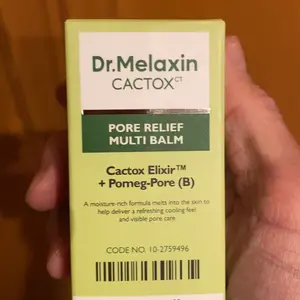 Dr.Melaxin
CACTOX CT
PORE RELIEF
MULTI BALM
Cactox Elixir™
+ Pomeg-Pore (B)
A moisture-rich formula melts into the skin to
help deliver a refreshing cooling feel
and visible pore care
CODE NO. 10-2759496